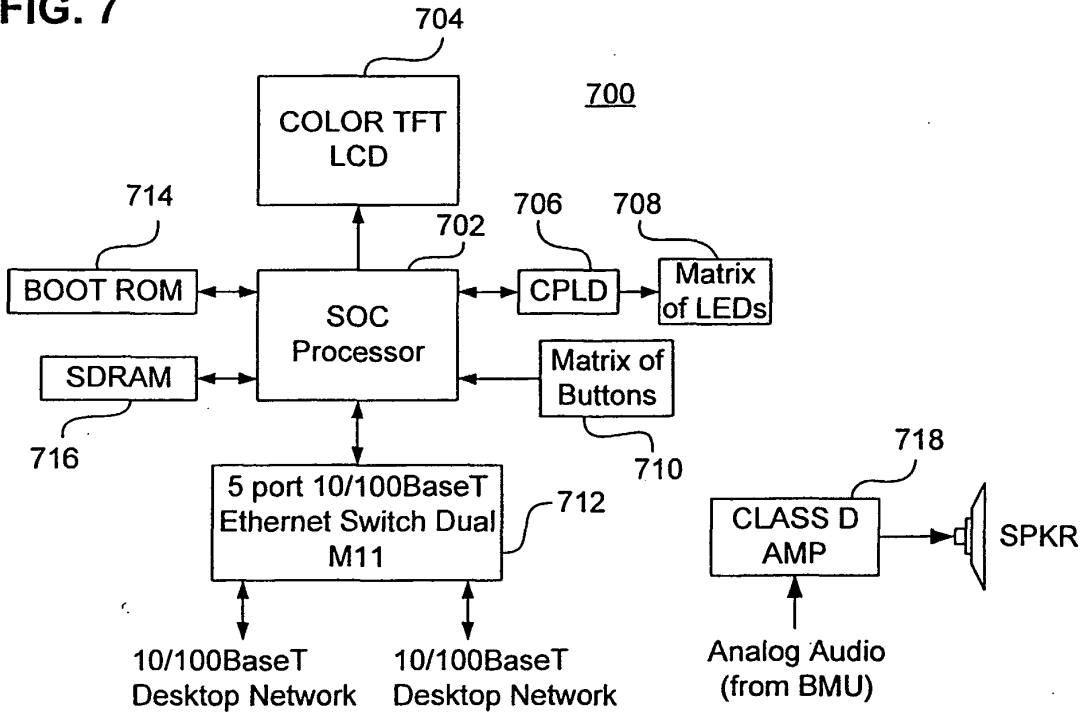 FIG. 7
704
700
COLOR TFT
LCD
714
702
706
708
BOOT ROM
SOC
Processor
CPLD
Matrix
of LEDs
SDRAM
Matrix of
Buttons
716
710
718
5 port 10/100BaseT
Ethernet Switch Dual
M11
712
CLASS D
AMP
SPKR
10/100BaseT
Desktop Network
10/100BaseT
Desktop Network
Analog Audio
(from BMU)